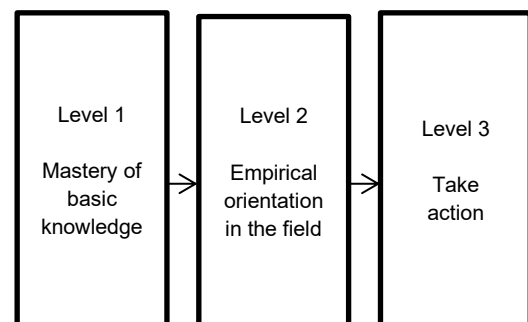 Level 1
Mastery of
basic
knowledge
Level 2
Empirical
orientation
in the field
Level 3
Take
action